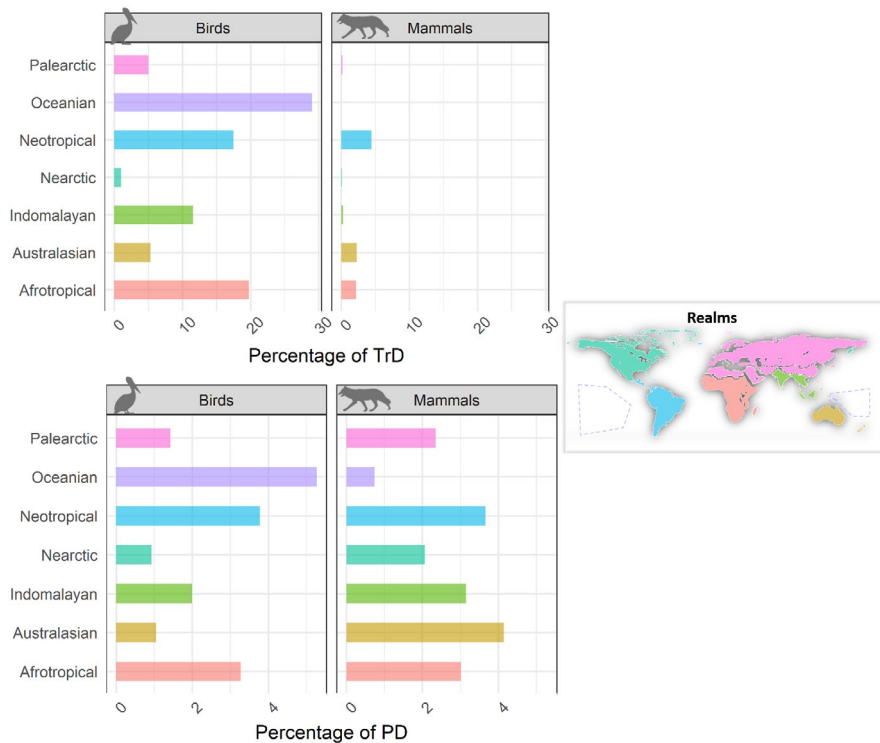 Birds Mammals
Palearctic
Oceanian
Neotropical
Nearctic
Indomalayan
Australasian
Afrotropical
0 10 20 30 0 10 20 30
Percentage of TrD
Realms
Birds Mammals
Palearctic
Oceanian
Neotropical
Nearctic
Indomalayan
Australasian
Afrotropical
0 2 4 0 2 4
Percentage of PD